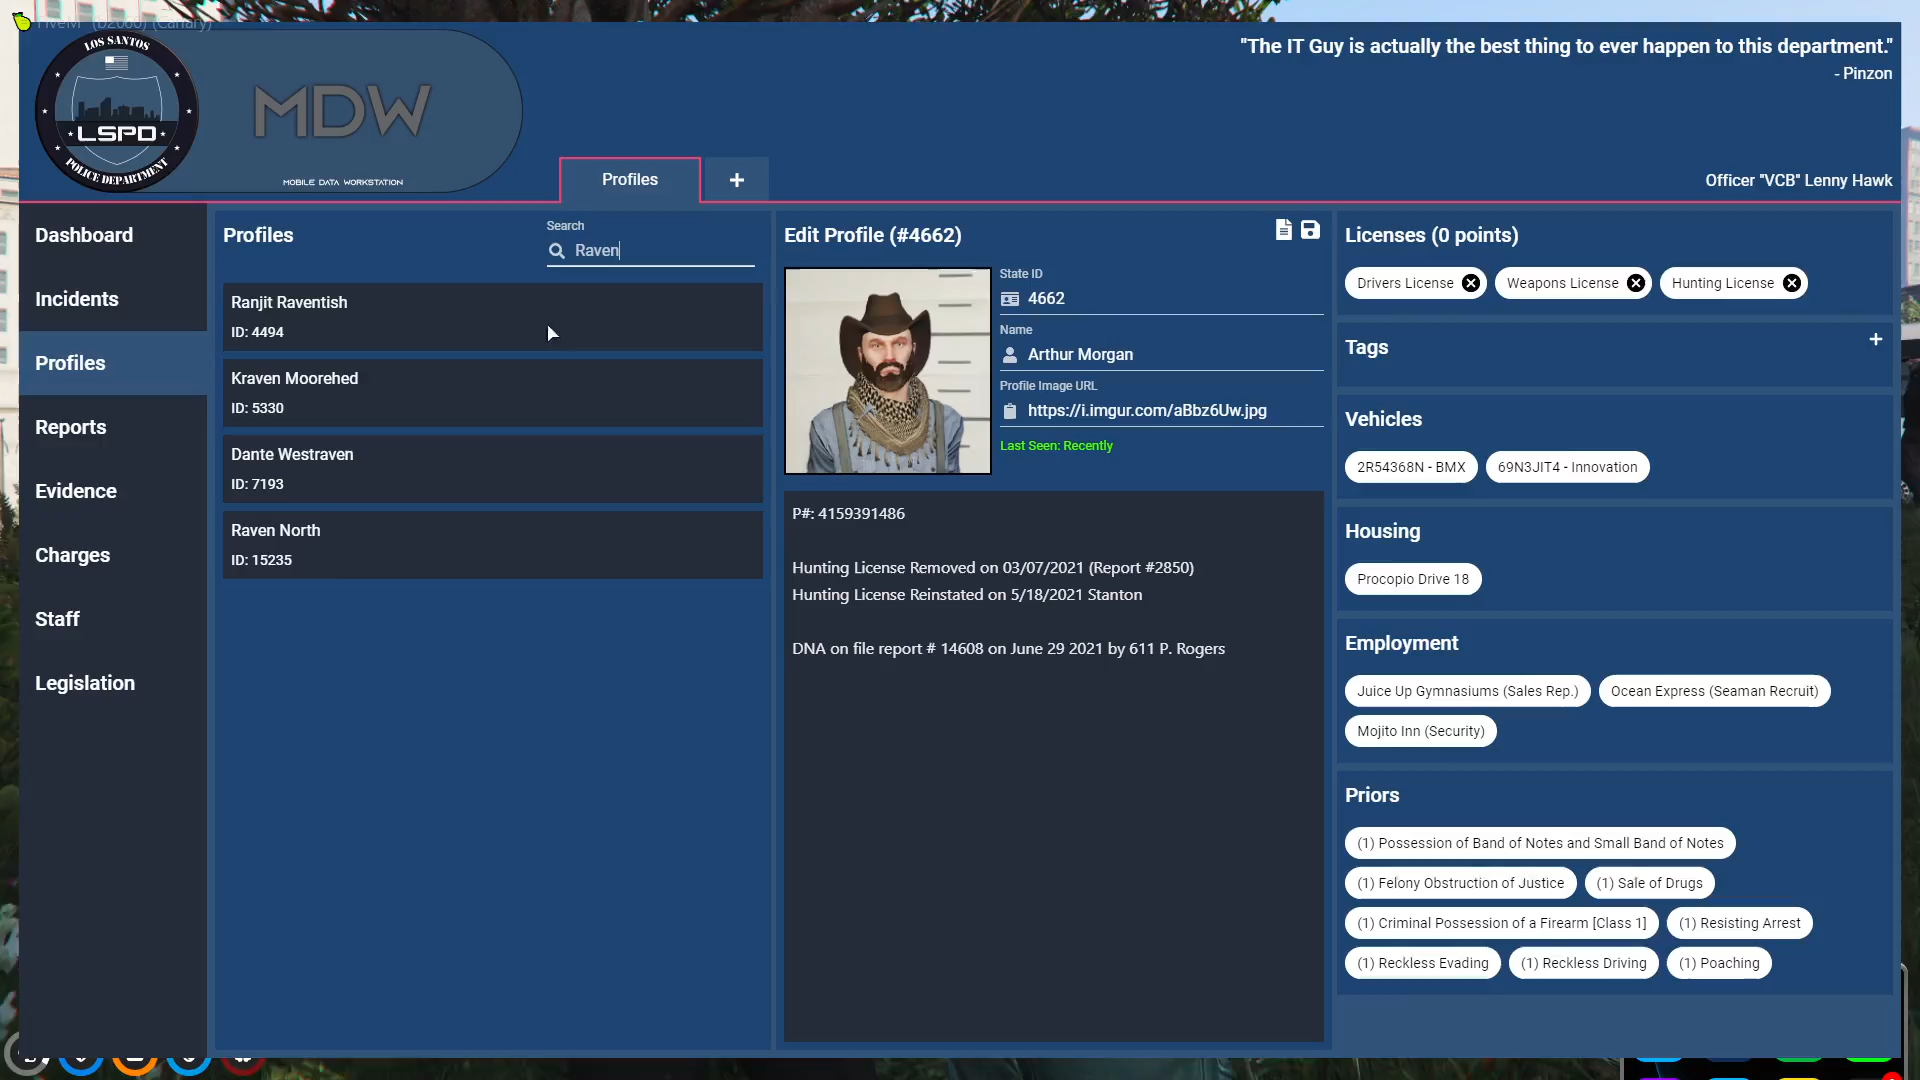 FiveM (b2060) (Canary)
LOS SANTOS
LSPD
POLICE DEPARTMENT
MDW
MOBILE DATA WORKSTATION
"The IT Guy is actually the best thing to ever happen to this department."
- Pinzon
Profiles
Officer "VCB" Lenny Hawk
Dashboard
Incidents
Profiles
Reports
Evidence
Charges
Staff
Legislation
Profiles
Search
Raven
Ranjit Raventish
ID: 4494
Kraven Moorehed
ID: 5330
Dante Westraven
ID: 7193
Raven North
ID: 15235
Edit Profile (#4662)
State ID
4662
Name
Arthur Morgan
Profile Image URL
https://i.imgur.com/aBbz6Uw.jpg
Last Seen: Recently
P#: 4159391486
Hunting License Removed on 03/07/2021 (Report #2850)
Hunting License Reinstated on 5/18/2021 Stanton
DNA on file report # 14608 on June 29 2021 by 611 P. Rogers
Licenses (0 points)
Drivers License
Weapons License
Hunting License
Tags
Vehicles
2R54368N - BMX
69N3JIT4 - Innovation
Housing
Procopio Drive 18
Employment
Juice Up Gymnasiums (Sales Rep.)
Ocean Express (Seaman Recruit)
Mojito Inn (Security)
Priors
(1) Possession of Band of Notes and Small Band of Notes
(1) Felony Obstruction of Justice
(1) Sale of Drugs
(1) Criminal Possession of a Firearm [Class 1]
(1) Resisting Arrest
(1) Reckless Evading
(1) Reckless Driving
(1) Poaching